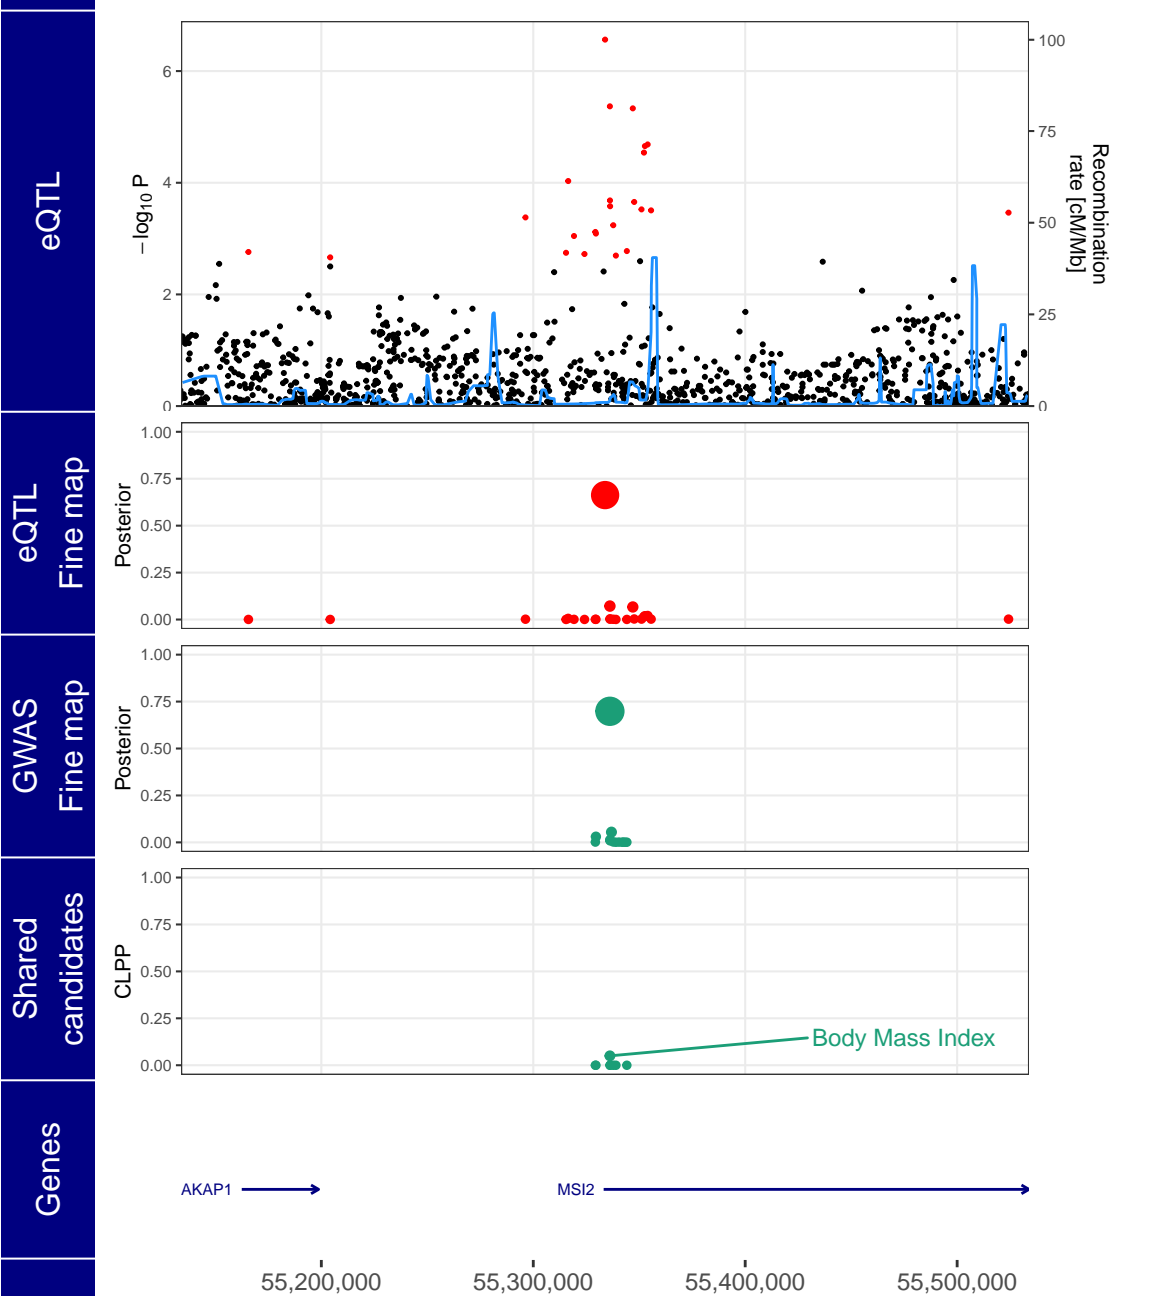 eQTL
−log10 P
6
4
2
0
100
75
50
25
0
Recombination
rate [cM/Mb]
eQTL
Fine map
Posterior
1.00
0.75
0.50
0.25
0.00
GWAS
Fine map
Posterior
1.00
0.75
0.50
0.25
0.00
Shared
candidates
CLPP
1.00
0.75
0.50
0.25
0.00
Body Mass Index
Genes
AKAP1
MSI2
55,200,000
55,300,000
55,400,000
55,500,000